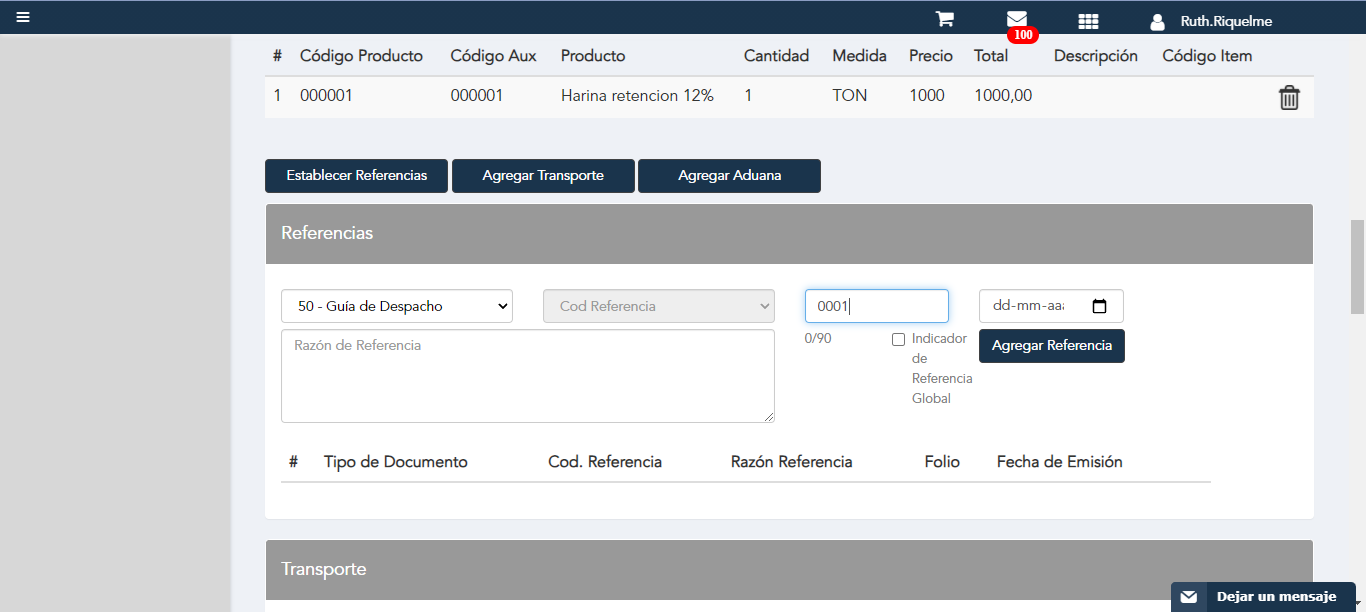 Ruth.Riquelme
100
# Código Producto Código Aux Producto Cantidad Medida Precio Total Descripción Código Item
1 000001 000001 Harina retencion 12% 1 TON 1000 1000,00
Establecer Referencias Agregar Transporte Agregar Aduana
Referencias
50 - Guía de Despacho Cod Referencia 0001 dd-mm-aaa
Razón de Referencia 0/90 Indicador Agregar Referencia
de
Referencia
Global
# Tipo de Documento Cod. Referencia Razón Referencia Folio Fecha de Emisión
Transporte
Dejar un mensaje